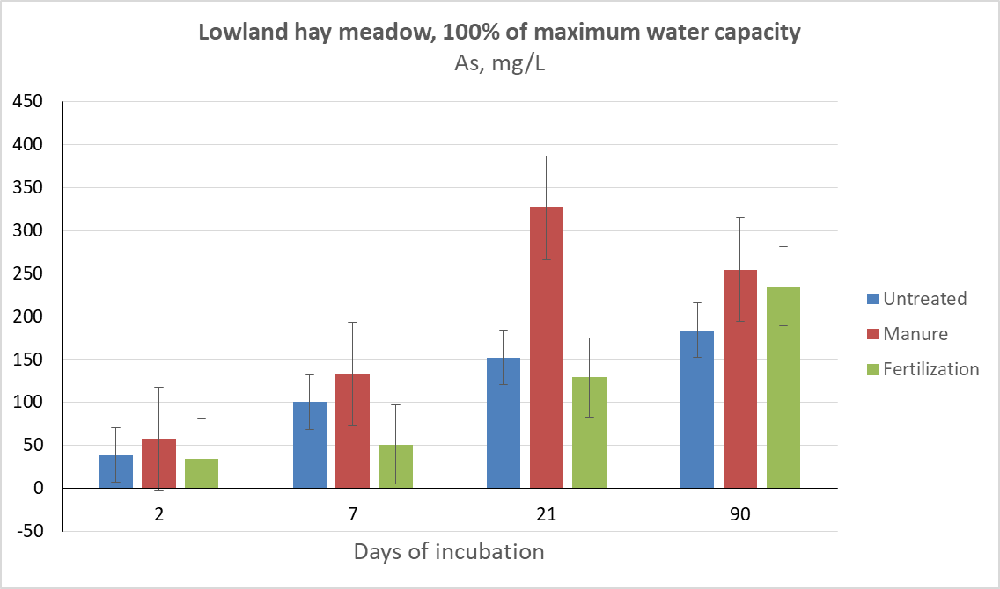 Lowland hay meadow, 100% of maximum water capacity
As, mg/L
450
400
350
300
250
200
150
100
50
0
-50
2 7 21 90
Days of incubation
Untreated
Manure
Fertilization